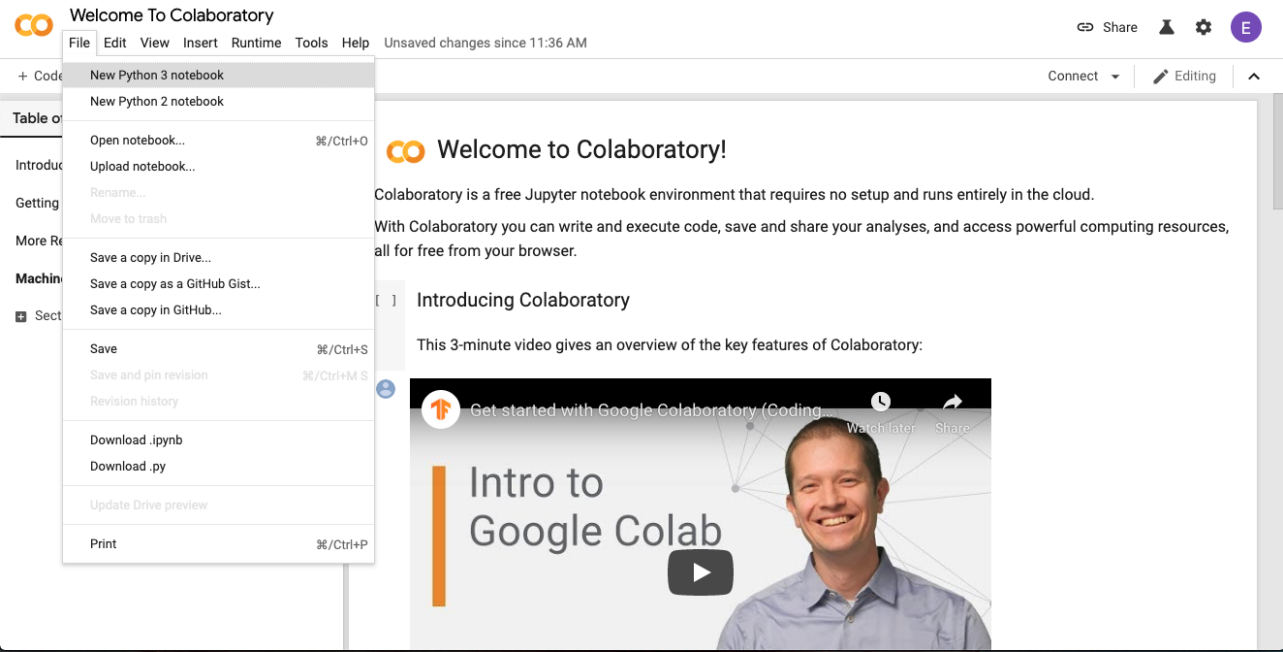 Welcome To Colaboratory
File Edit View Insert Runtime Tools Help Unsaved changes since 11:36 AM
Share
E
+ Code
Connect
Editing
New Python 3 notebook
New Python 2 notebook
Open notebook... ⌘/Ctrl+O
Upload notebook...
Rename...
Move to trash
Save a copy in Drive...
Save a copy as a GitHub Gist...
Save a copy in GitHub...
Save ⌘/Ctrl+S
Save and pin revision ⌘/Ctrl+M S
Revision history
Download .ipynb
Download .py
Update Drive preview
Print ⌘/Ctrl+P
Table of
Introduc
Getting
More Re
Machin
Sect
Welcome to Colaboratory!
Colaboratory is a free Jupyter notebook environment that requires no setup and runs entirely in the cloud.
With Colaboratory you can write and execute code, save and share your analyses, and access powerful computing resources,
all for free from your browser.
[ ] Introducing Colaboratory
This 3-minute video gives an overview of the key features of Colaboratory:
Get started with Google Colaboratory (Coding....
Watch later Share
Intro to
Google Colab